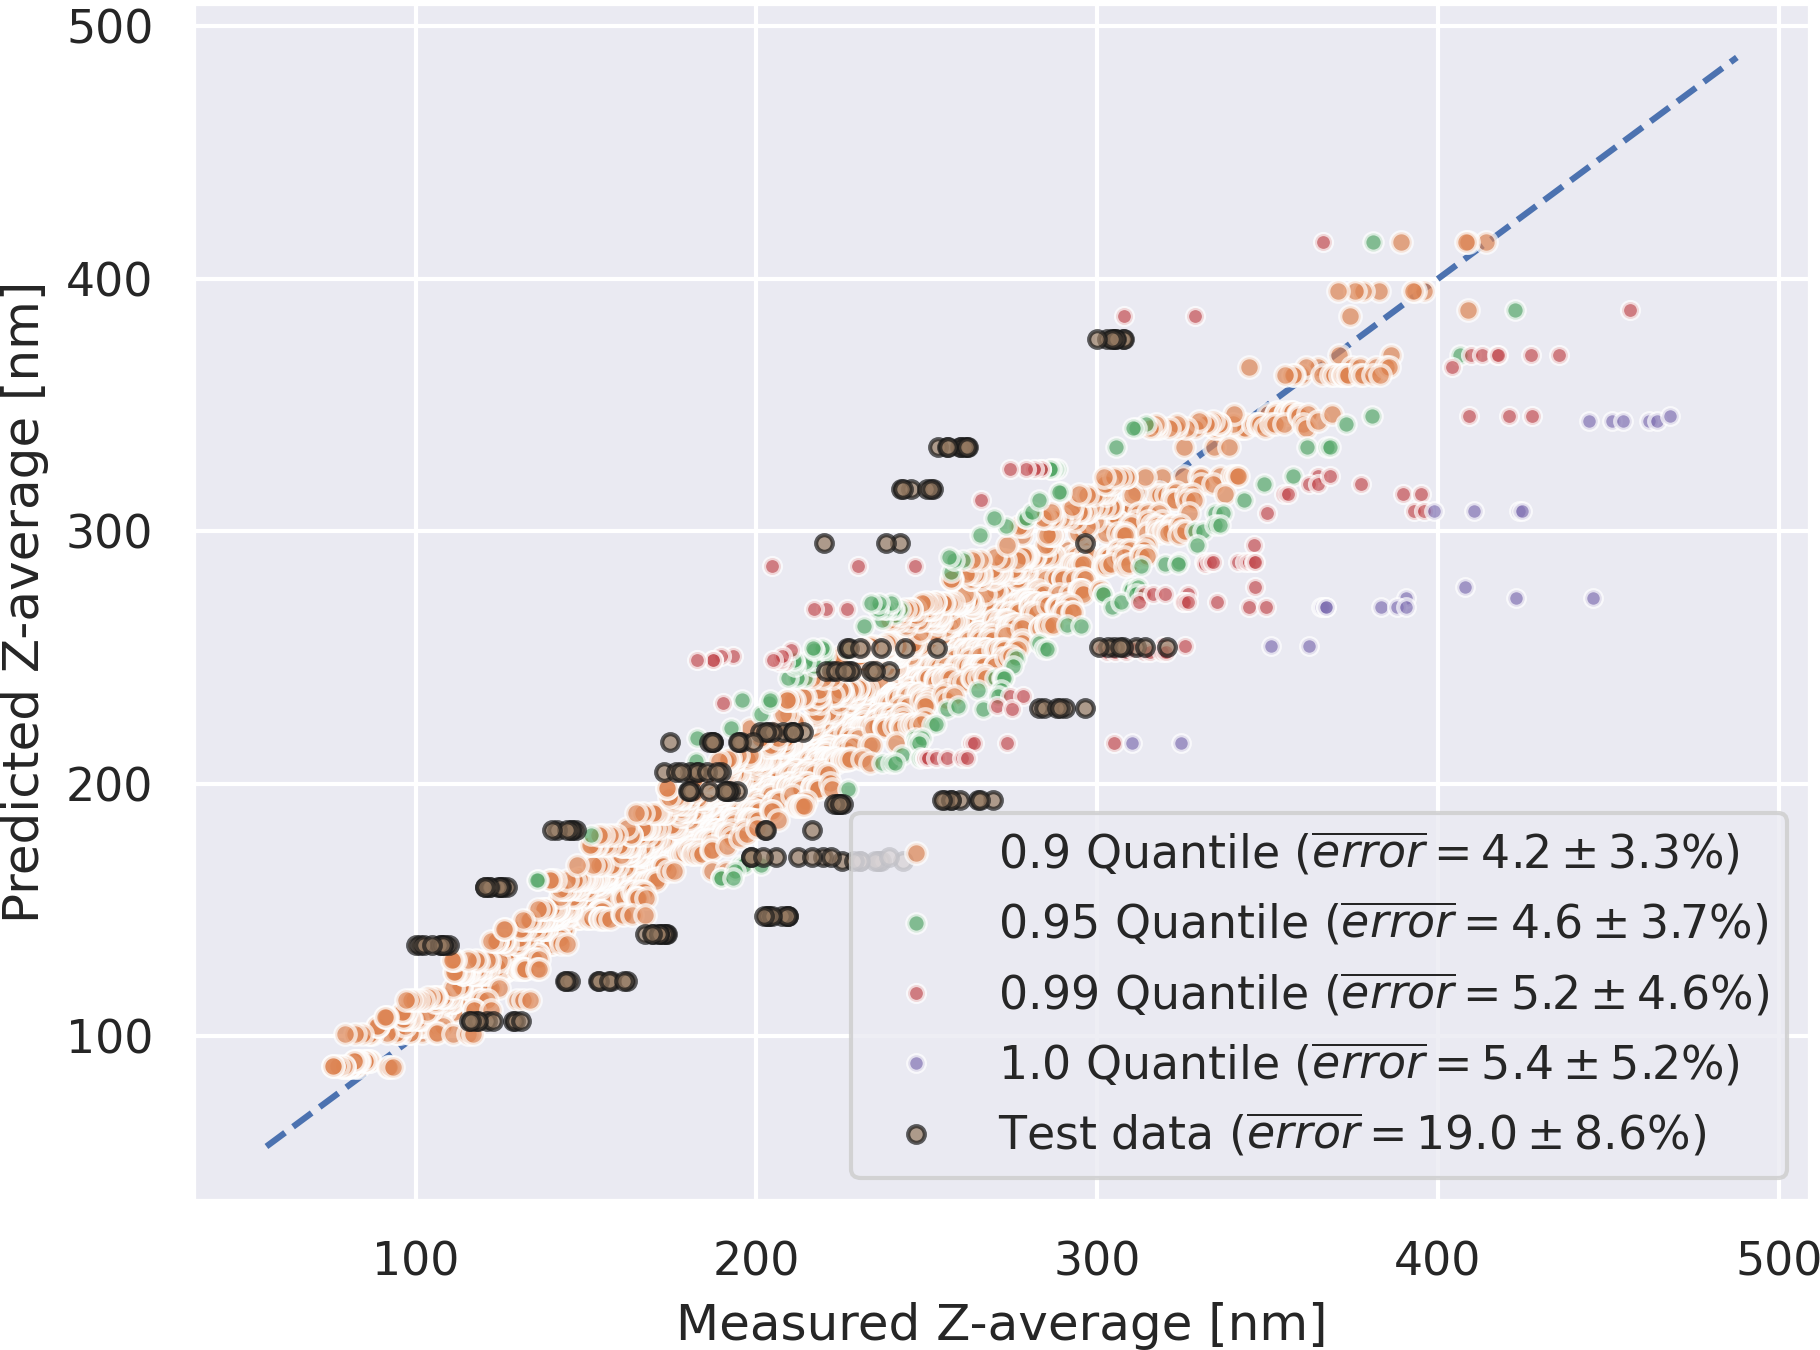 500
400
300
200
100
Predicted Z-average [nm]
0.9 Quantile (error = 4.2 ± 3.3%)
0.95 Quantile (error = 4.6 ± 3.7%)
0.99 Quantile (error = 5.2 ± 4.6%)
1.0 Quantile (error = 5.4 ± 5.2%)
Test data (error = 19.0 ± 8.6%)
100 200 300 400 500
Measured Z-average [nm]